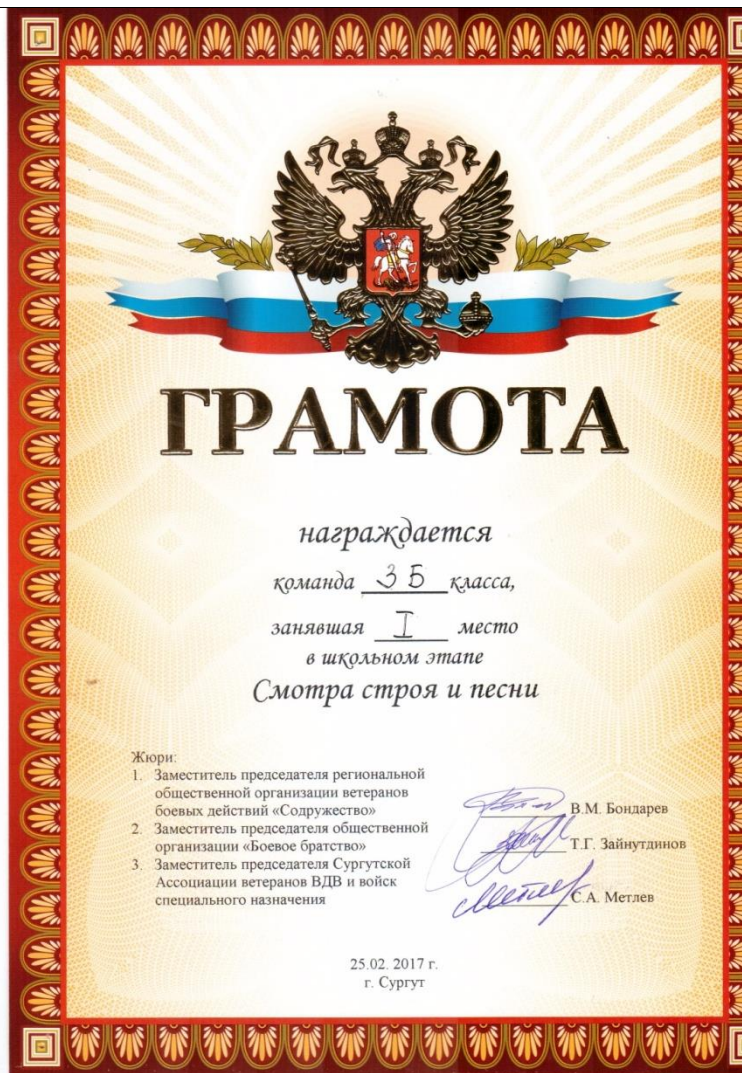 ГРАМОТА
награждается
команда 3 Б класса,
занявшая I место
в школьном этапе
Смотра строя и песни
Жюри:
1. Заместитель председателя региональной
общественной организации ветеранов
боевых действий «Содружество» В.М. Бондарев
2. Заместитель председателя общественной
организации «Боевое братство» Т.Г. Зайнутдинов
3. Заместитель председателя Сургутской
Ассоциации ветеранов ВДВ и войск
специального назначения С.А. Метлев
25.02. 2017 г.
г. Сургут